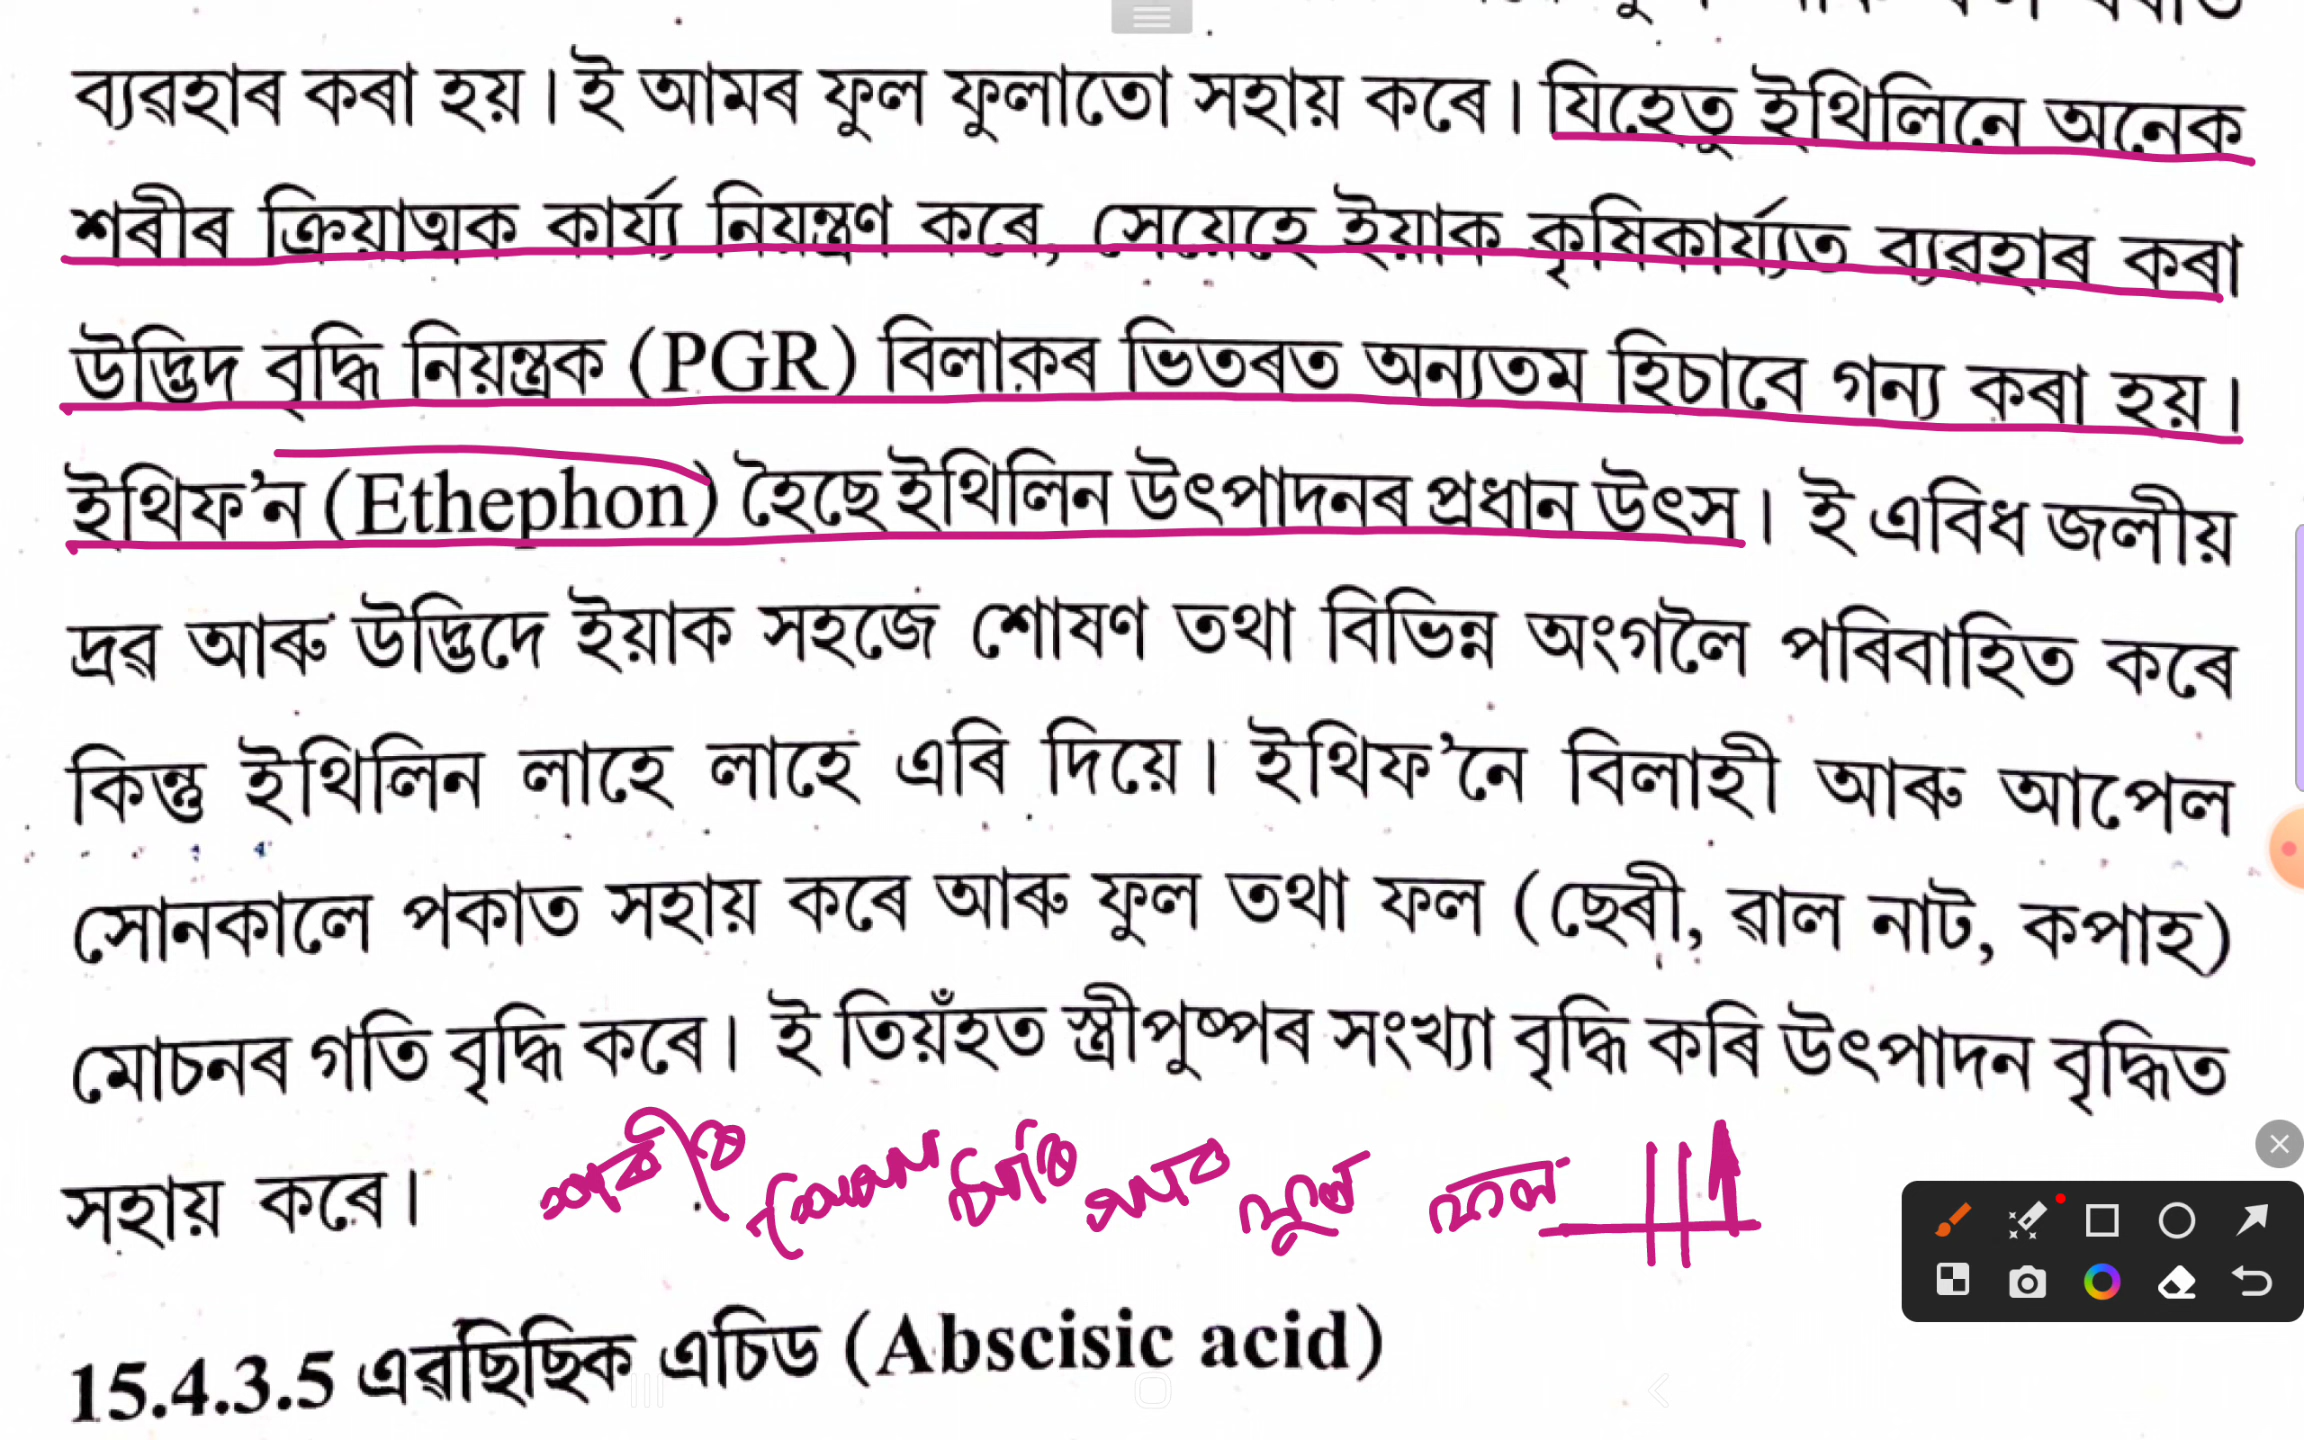 ব্যৱহাৰ কৰা হয়। ই আমৰ ফুল ফুলাতো সহায় কৰে। যিহেতু ইথিলিনে অনেক
শৰীৰ ক্ৰিয়াত্মক কাৰ্য্য নিয়ন্ত্ৰণ কৰে, সেয়েহে ইয়াক কৃষিকাৰ্য্যত ব্যৱহাৰ কৰা
উদ্ভিদ বৃদ্ধি নিয়ন্ত্ৰক (PGR) বিলাকৰ ভিতৰত অন্যতম হিচাবে গন্য কৰা হয়।
ইথিফ'ন (Ethephon) হৈছে ইথিলিন উৎপাদনৰ প্ৰধান উৎস। ই এবিধ জলীয়
দ্ৰৱ আৰু উদ্ভিদে ইয়াক সহজে শোষণ তথা বিভিন্ন অংগলৈ পৰিবাহিত কৰে
কিন্তু ইথিলিন লাহে লাহে এৰি দিয়ে। ইথিফ'নে বিলাহী আৰু আপেল
সোনকালে পকাত সহায় কৰে আৰু ফুল তথা ফল (ছেৰী, ৱাল নাট, কপাহ)
মোচনৰ গতি বৃদ্ধি কৰে। ই তিয়ঁহত স্ত্ৰীপুষ্পৰ সংখ্যা বৃদ্ধি কৰি উৎপাদন বৃদ্ধিত
সহায় কৰে।
ফুল ফল
15.4.3.5 এৱছিছিক এচিড (Abscisic acid)